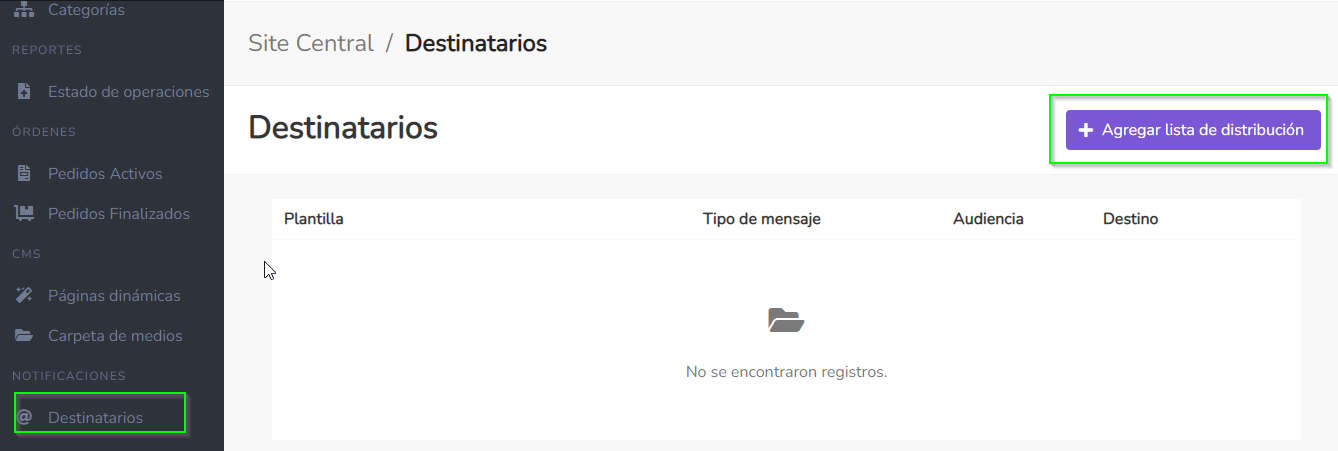 Categorías
REPORTES
Estado de operaciones
ÓRDENES
Pedidos Activos
Pedidos Finalizados
CMS
Páginas dinámicas
Carpeta de medios
NOTIFICACIONES
@ Destinatarios
Site Central / Destinatarios
Destinatarios
+ Agregar lista de distribución
Plantilla Tipo de mensaje Audiencia Destino
No se encontraron registros.